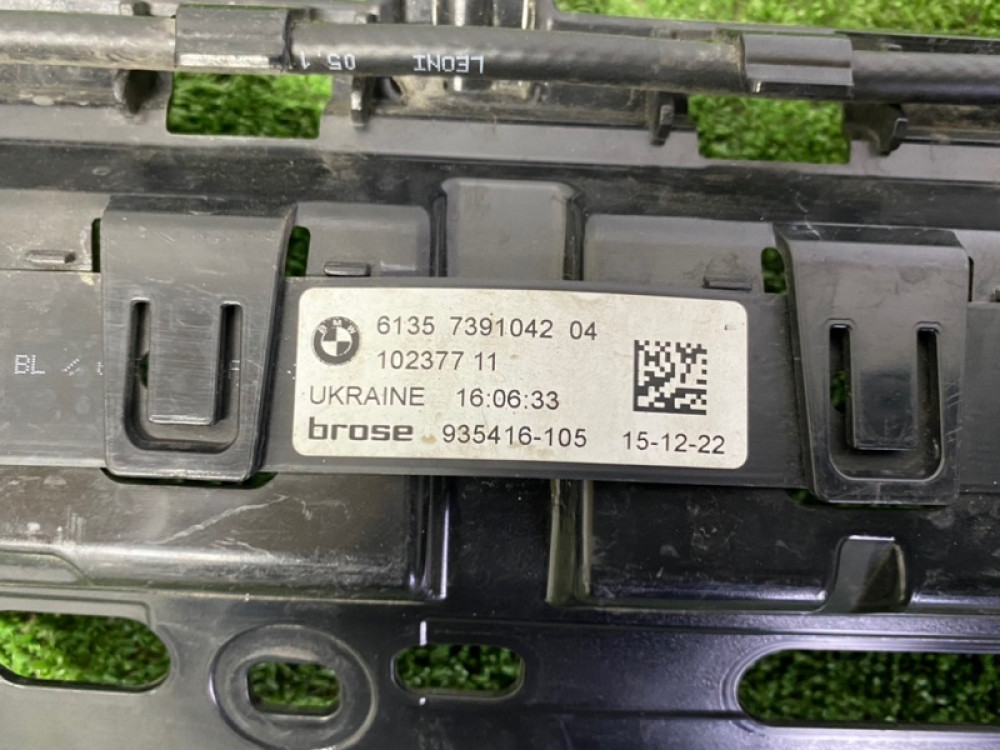 LEONI 05.1
BMW
6135 7391042 04
102377 11
UKRAINE 16:06:33
brose 935416-105 15-12-22
BL